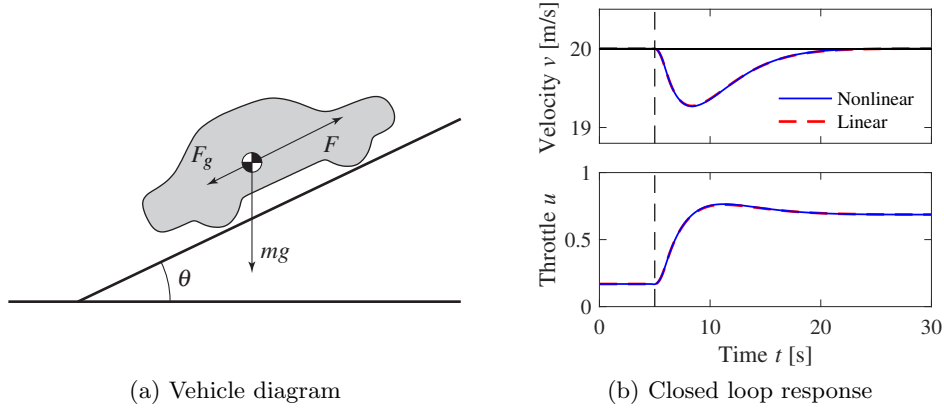 F_g
F
mg
θ
(a) Vehicle diagram
Velocity v [m/s]
20
19
Nonlinear
Linear
Throttle u
1
0.5
0
0 10 20 30
Time t [s]
(b) Closed loop response